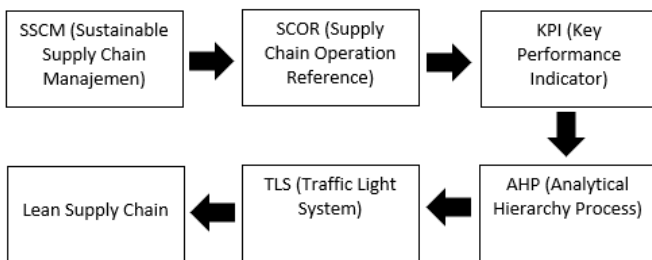 SSCM (Sustainable
Supply Chain
Manajemen)
SCOR (Supply
Chain Operation
Reference)
KPI (Key
Performance
Indicator)
AHP (Analytical
Hierarchy Process)
TLS (Traffic Light
System)
Lean Supply Chain